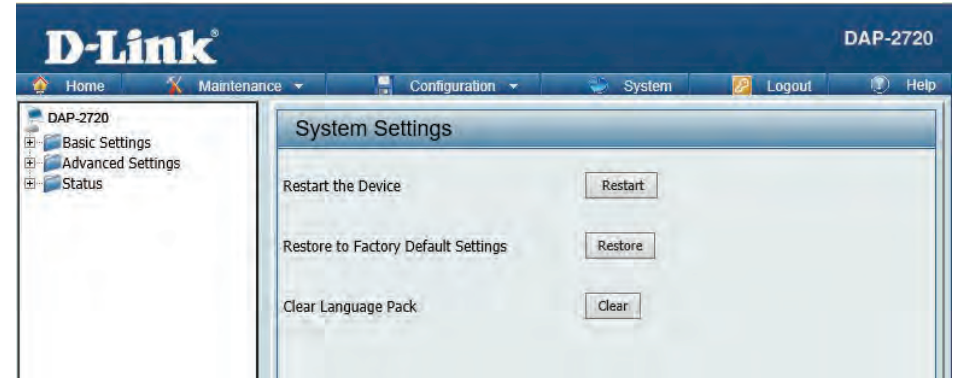 D-Link®
DAP-2720
Home Maintenance Configuration System Logout Help
DAP-2720
Basic Settings
Advanced Settings
Status
System Settings
Restart the Device Restart
Restore to Factory Default Settings Restore
Clear Language Pack Clear